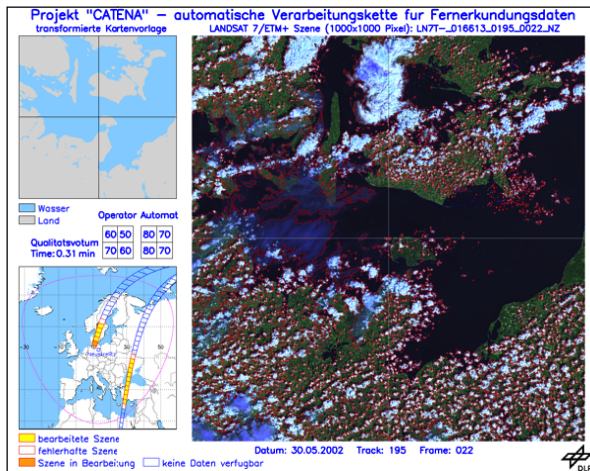 Projekt "CATENA" – automatische Verarbeitungskette fur Fernerkundungsdaten
transformierte Kartenvorlage
LANDSAT 7/ETM+ Szene (1000x1000 Pixel): LN7T-_016613_0195_0022_NZ
Wasser
Land
Operator Automat
60 50 80 70
Qualitatsvotum
70 60 80 70
Time: 0.31 min
bearbeitete Szene
fehlerhafte Szene
Szene in Bearbeitung
keine Daten verfugbar
Datum: 30.05.2002 Track: 195 Frame: 022
DLR